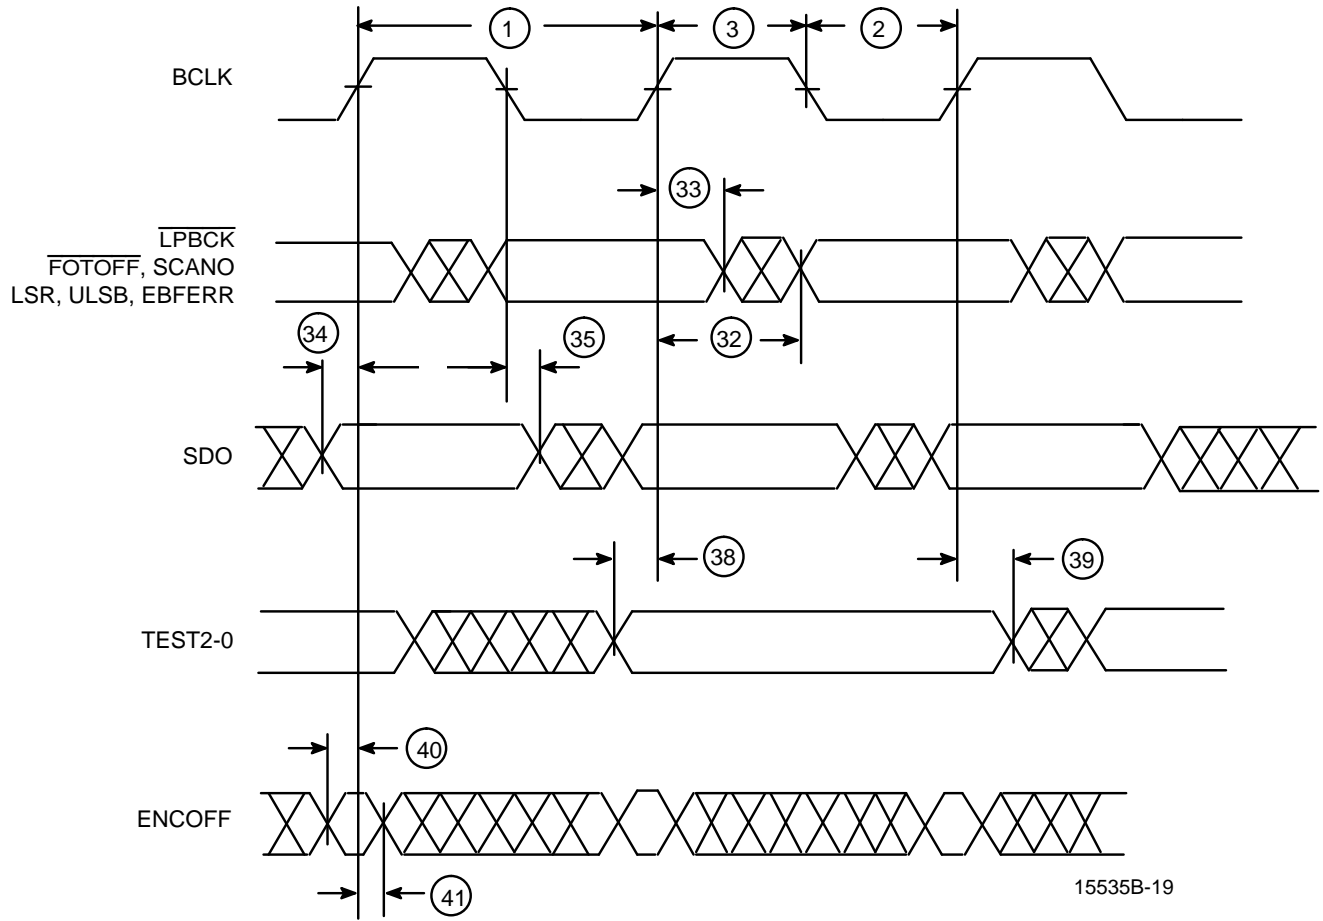 1
3
2
BCLK
33
LPBCK
FOTOFF, SCANO
LSR, ULSB, EBFERR
34
35
32
SDO
38
39
TEST2-0
40
ENCOFF
41
15535B-19